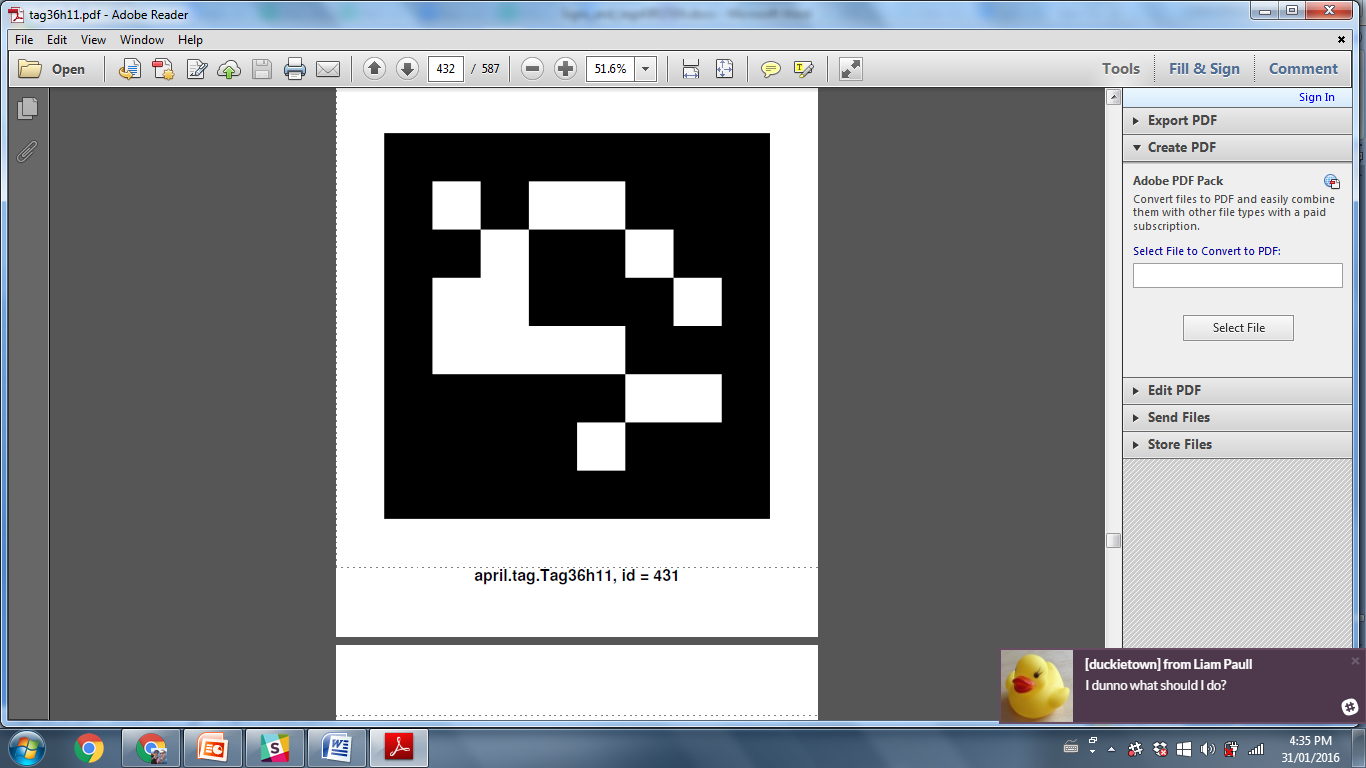 tag36h11.pdf - Adobe Reader
File Edit View Window Help
Open 432 / 587 51.6% Tools Fill & Sign Comment
Sign In
Export PDF
Create PDF
Adobe PDF Pack
Convert files to PDF and easily combine
them with other file types with a paid
subscription.
Select File to Convert to PDF:
Select File
Edit PDF
Send Files
Store Files
april.tag.Tag36h11, id = 431
[duckietown] from Liam Paull
I dunno what should I do?
4:35 PM
31/01/2016